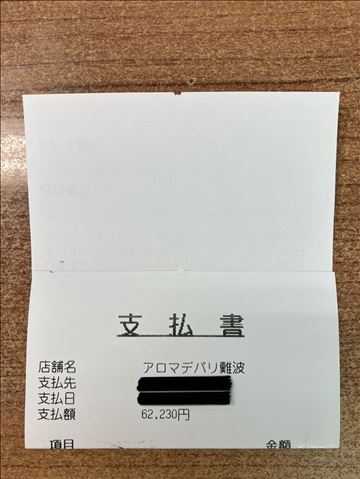 支払書
店舗名 アロマデバリ難波
支払先
支払日
支払額 62,230円
項目 金額